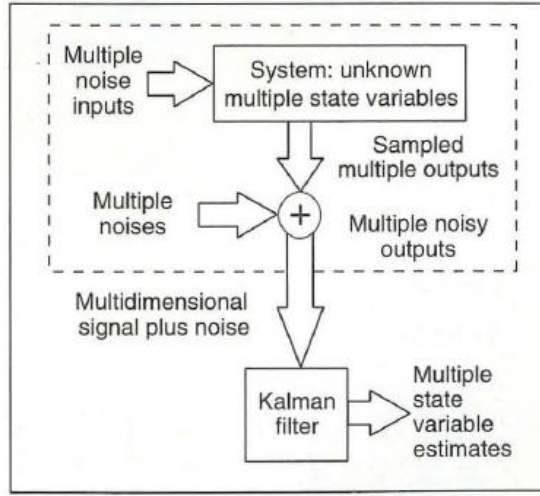 Multiple
noise
inputs
System: unknown
multiple state variables
Sampled
multiple outputs
Multiple
noises
+
Multiple noisy
outputs
Multidimensional
signal plus noise
Kalman
filter
Multiple
state
variable
estimates